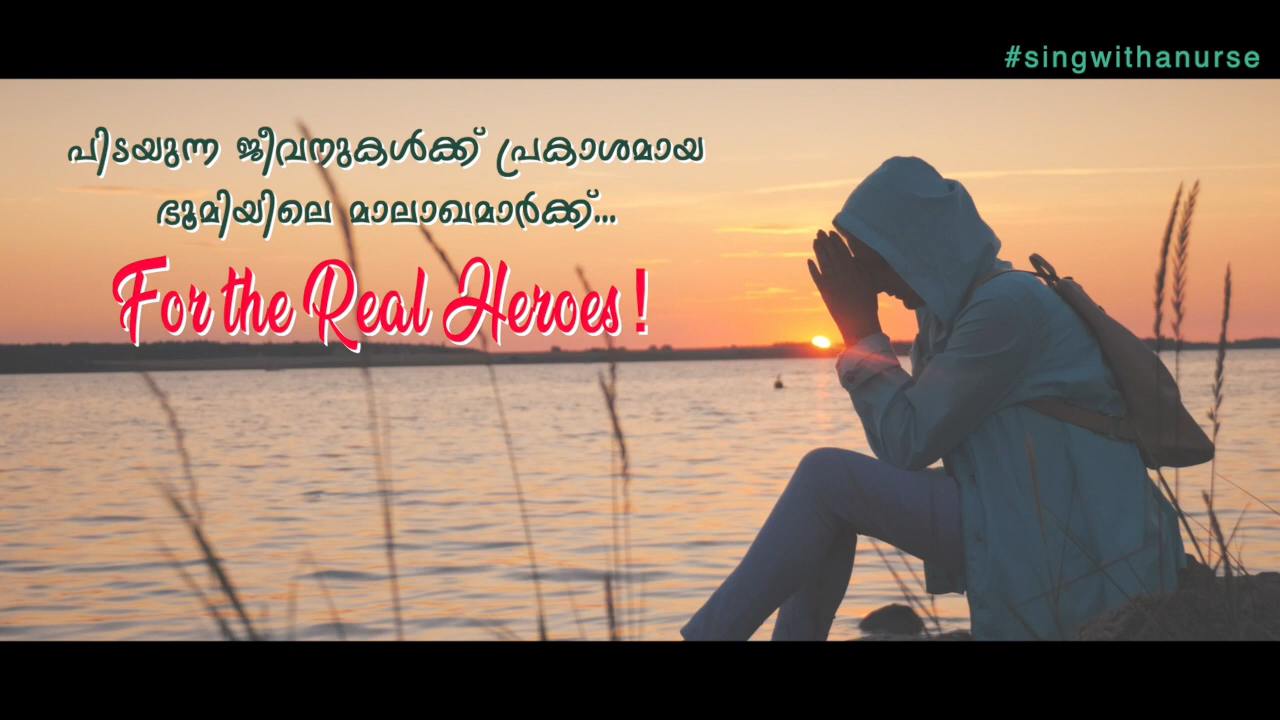 #singwithanurse
പിടയുന്ന ജീവനുകൾക്ക് പ്രകാശമായ
ഭൂമിയിലെ മാലാഖമാർക്ക്...
For the Real Heroes!